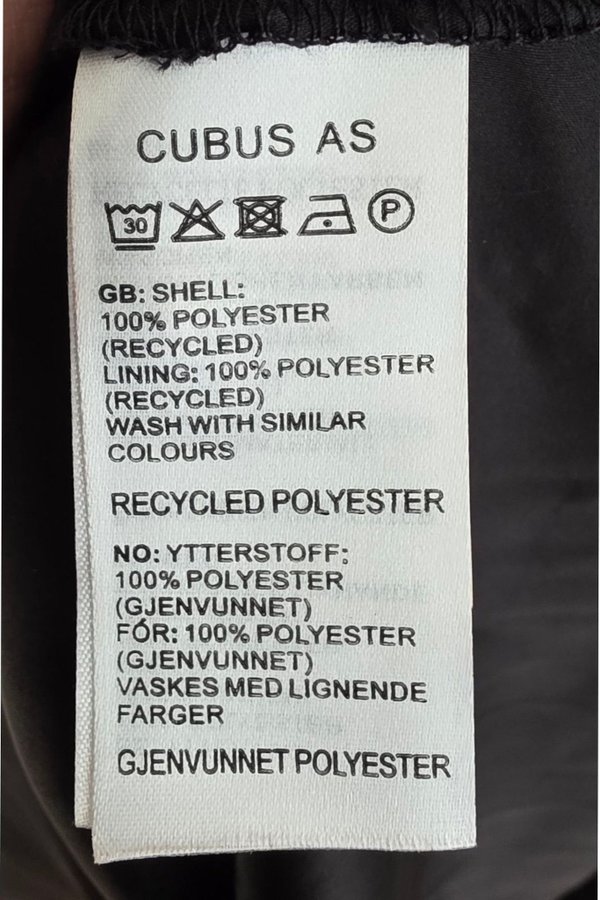 CUBUS AS
30 P
GB: SHELL:
100% POLYESTER
(RECYCLED)
LINING: 100% POLYESTER
(RECYCLED)
WASH WITH SIMILAR
COLOURS
RECYCLED POLYESTER
NO: YTTERSTOFF:
100% POLYESTER
(GJENVUNNET)
FÓR: 100% POLYESTER
(GJENVUNNET)
VASKES MED LIGNENDE
FARGER
GJENVUNNET POLYESTER